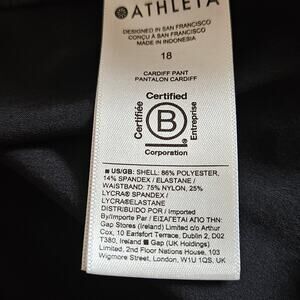 ATHLETA
DESIGNED IN SAN FRANCISCO
CONÇU À SAN FRANCISCO
MADE IN INDONESIA
18
CARDIFF PANT
PANTALON CARDIFF
Certified
Certifiée
B
Entreprise
Corporation
■ US/GB: SHELL: 86% POLYESTER,
14% SPANDEX / ELASTANE /
WAISTBAND: 75% NYLON, 25%
LYCRA® SPANDEX /
LYCRA®ELASTANE
DISTRIBUIDO POR / Imported
By/Importe Par / ΕΙΣΑΓΕΤΑΙ ΑΠΟ ΤΗΝ:
Gap Stores (Ireland) Limited c/o Arthur
Cox, 10 Earlsfort Terrace, Dublin 2, D02
T380, Ireland ■ Gap (UK Holdings)
Limited, 2nd Floor Nations House, 103
Wigmore Street, London, W1U 1QS, UK